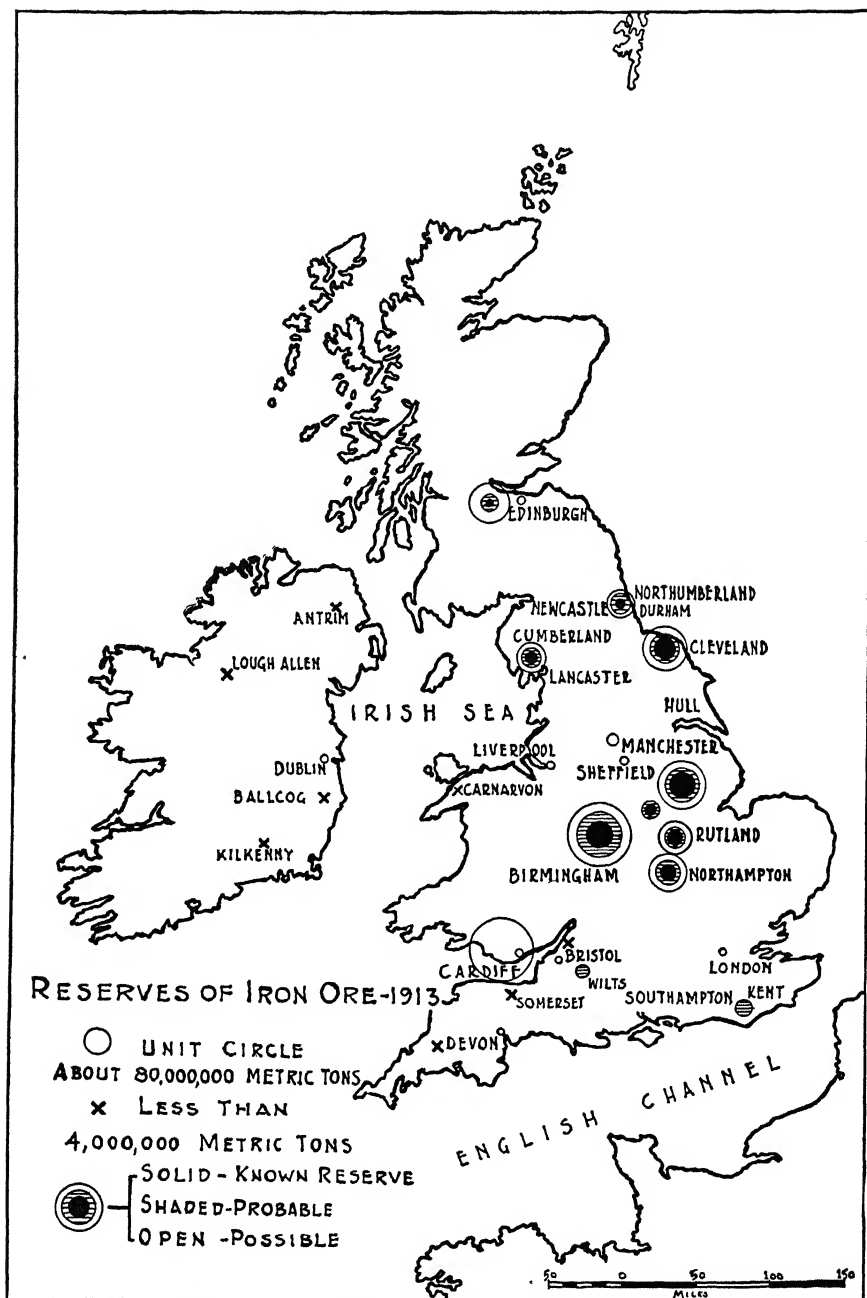 EDINBURGH
NORTHUMBERLAND
NEWCASTLE
DURHAM
ANTRIM
CUMBERLAND
CLEVELAND
LOUGH ALLEN
LANCASTER
IRISH SEA
HULL
MANCHESTER
LIVERPOOL
SHEFFIELD
DUBLIN
BALLCOG
CARNARVON
RUTLAND
KILKENNY
BIRMINGHAM
NORTHAMPTON
BRISTOL
CARDIFF
LONDON
WILTS
KENT
SOUTHAMPTON
SOMERSET
DEVON
ENGLISH CHANNEL
RESERVES OF IRON ORE-1913
UNIT CIRCLE
ABOUT 80,000,000 METRIC TONS
× LESS THAN
4,000,000 METRIC TONS
SOLID-KNOWN RESERVE
SHADED-PROBABLE
OPEN-POSSIBLE
50 0 50 100 150
MILES